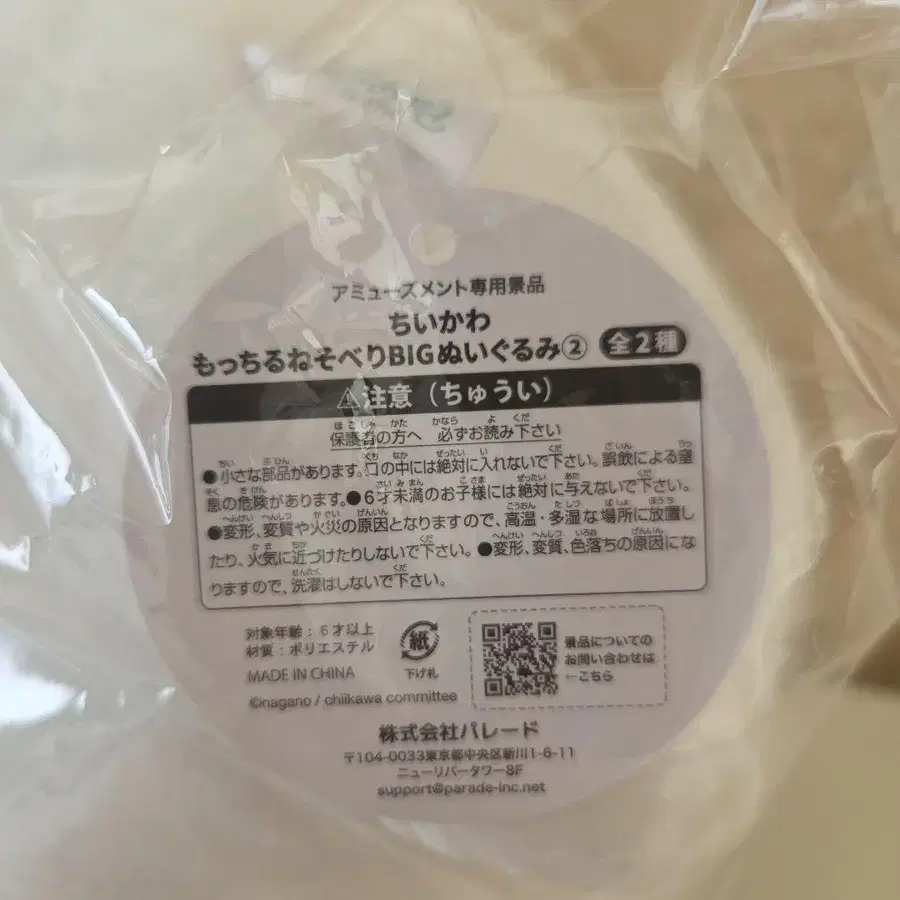 アミューズメント専用景品
ちいかわ
もっちるねそべりBIGぬいぐるみ② 全2種
⚠注意（ちゅうい）
保護者の方へ 必ずお読み下さい
●小さな部品があります。口の中には絶対に入れないで下さい。誤飲による窒
息の危険があります。●6才未満のお子様には絶対に与えないで下さい。
●変形、変質や火災の原因となりますので、高温・多湿な場所に放置し
たり、火気に近づけたりしないで下さい。●変形、変質、色落ちの原因にな
りますので、洗濯はしないで下さい。
対象年齢：6才以上
材質：ポリエステル
MADE IN CHINA
紙
下げ札
景品についての
お問い合わせは
←こちら
©nagano / chiikawa committee
株式会社パレード
〒104-0033東京都中央区新川1-6-11
ニューリバータワー8F
support@parade-inc.net